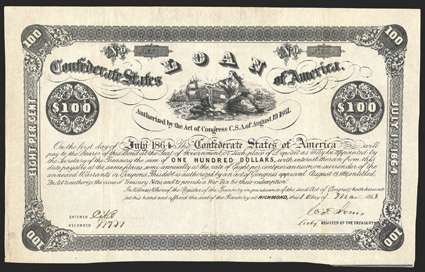 100 100
No No
LOAN
Confederate States of America.
$100 $100
Authorized by the Act of Congress C.S.A. of August 19 1861.
EIGHT PER CENT
JULY 1. 1864
On the first day of July 1864 The Confederate States of America will
pay to the bearer of this Bond at the Seat of Government or such place of Deposit as may be appointed by
the Secretary of the Treasury the sum of ONE HUNDRED DOLLARS, with interest thereon from this
date payable at the same places semi annually at the rate of Eight per cent per annum on surrender of the
annexed Warrants or Coupons. This debt is authorized by an act of Congress approved August 19, 1861 entitled
An Act to authorize the issue of Treasury Notes and to provide a War Tax for their redemption.
In Witness Whereof the Register of the Treasury in pursuance of the said Act of Congress hath hereunto
set his hand and affixed the seal of the Treasury at RICHMOND, this day of
ENTERED
RECORDED
REGISTER OF THE TREASURY
100 100